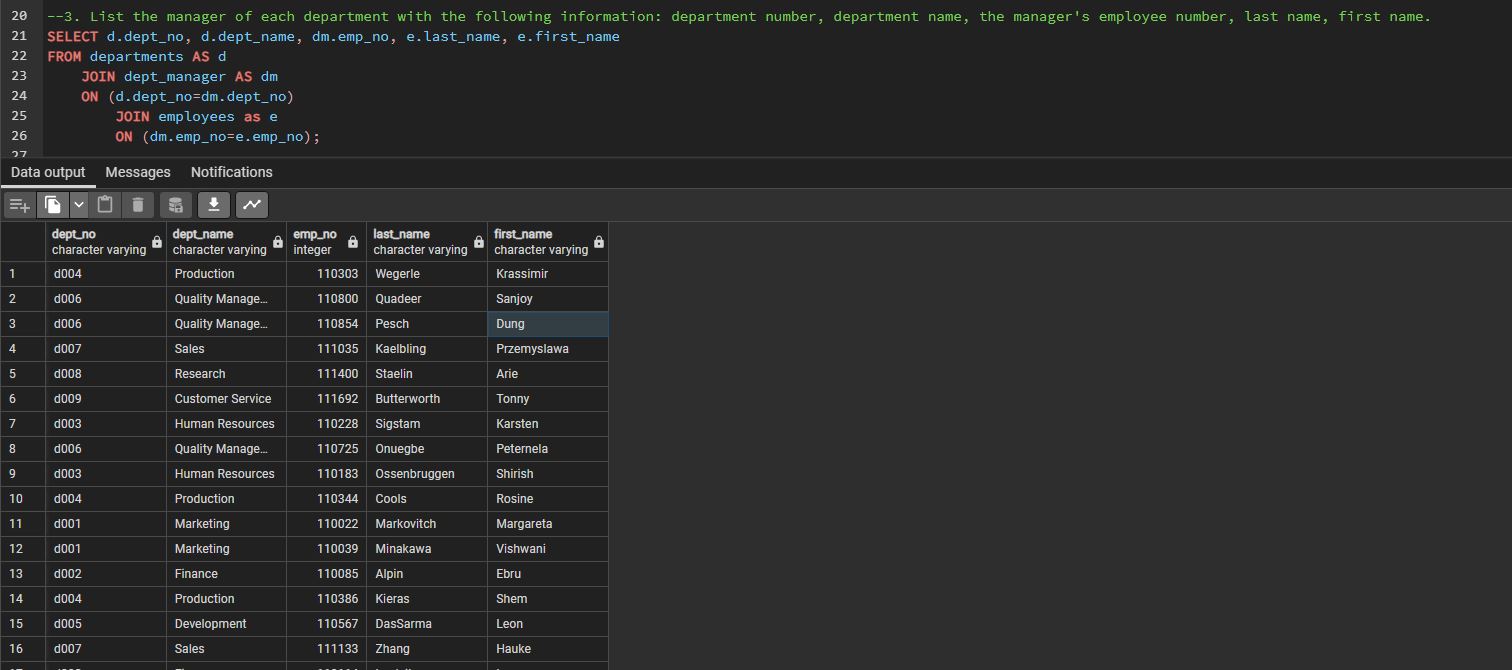 20 --3. List the manager of each department with the following information: department number, department name, the manager's employee number, last name, first name.
21 SELECT d.dept_no, d.dept_name, dm.emp_no, e.last_name, e.first_name
22 FROM departments AS d
23 JOIN dept_manager AS dm
24 ON (d.dept_no=dm.dept_no)
25 JOIN employees as e
26 ON (dm.emp_no=e.emp_no);
27
Data output Messages Notifications
dept_no dept_name emp_no last_name first_name
character varying character varying integer character varying character varying
1 d004 Production 110303 Wegerle Krassimir
2 d006 Quality Manage... 110800 Quadeer Sanjoy
3 d006 Quality Manage... 110854 Pesch Dung
4 d007 Sales 111035 Kaelbling Przemyslawa
5 d008 Research 111400 Staelin Arie
6 d009 Customer Service 111692 Butterworth Tonny
7 d003 Human Resources 110228 Sigstam Karsten
8 d006 Quality Manage... 110725 Onuegbe Peternela
9 d003 Human Resources 110183 Ossenbruggen Shirish
10 d004 Production 110344 Cools Rosine
11 d001 Marketing 110022 Markovitch Margareta
12 d001 Marketing 110039 Minakawa Vishwani
13 d002 Finance 110085 Alpin Ebru
14 d004 Production 110386 Kieras Shem
15 d005 Development 110567 DasSarma Leon
16 d007 Sales 111133 Zhang Hauke